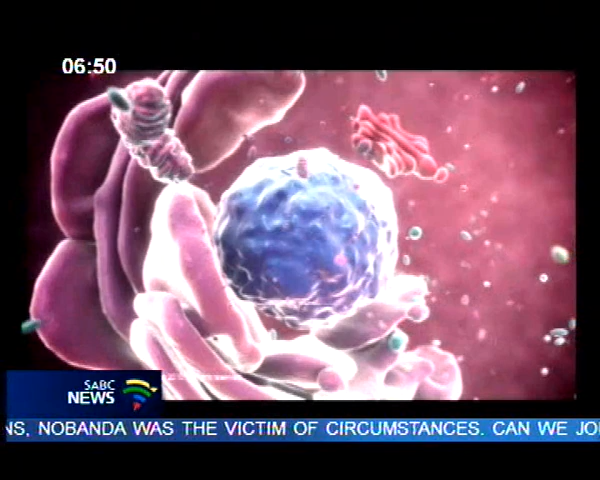 06:50
SABC
NEWS
NS, NOBANDA WAS THE VICTIM OF CIRCUMSTANCES. CAN WE JO